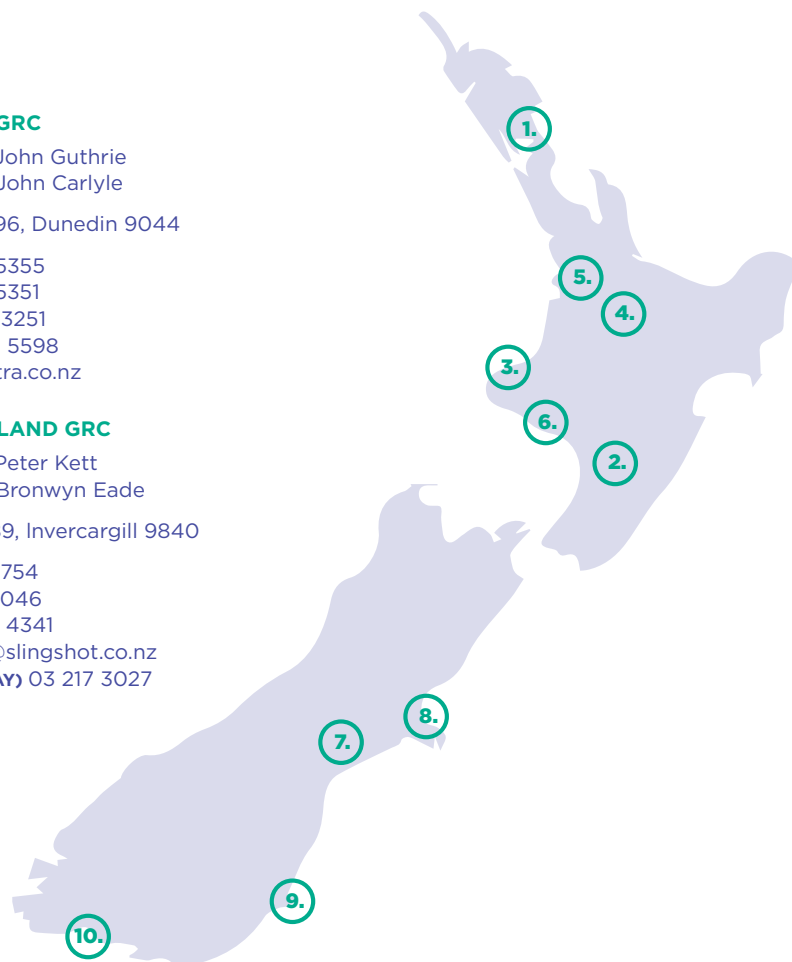 GRC
John Guthrie
John Carlyle
96, Dunedin 9044
5355
5351
3251
5598
tra.co.nz
LAND GRC
Peter Kett
Bronwyn Eade
9, Invercargill 9840
754
046
4341
@slingshot.co.nz
AY) 03 217 3027
1.
5.
4.
3.
6.
2.
8.
7.
9.
10.